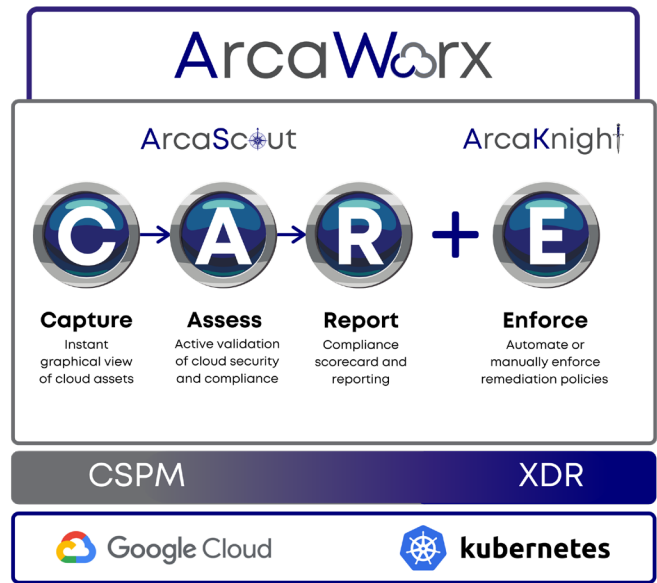 ArcaWorx
ArcaScout ArcaKnight
C A R + E
Capture Assess Report Enforce
Instant Active validation Compliance Automate or
graphical view of cloud security scorecard and manually enforce
of cloud assets and compliance reporting remediation policies
CSPM XDR
Google Cloud kubernetes